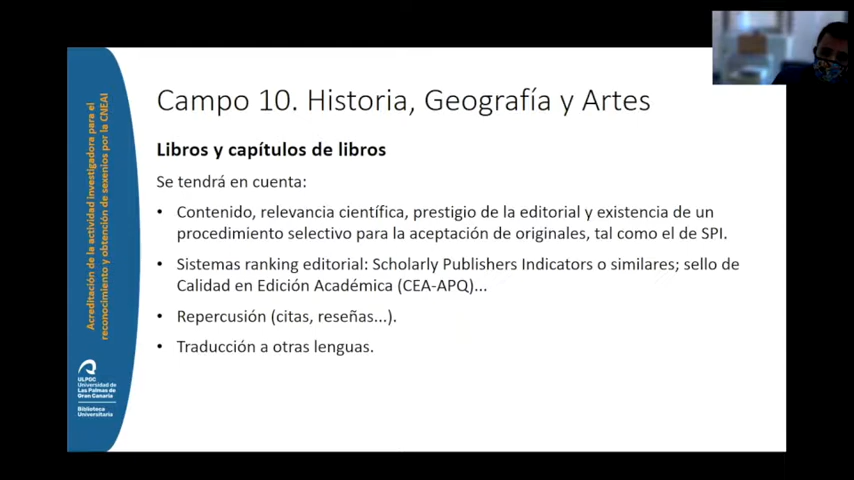 Campo 10. Historia, Geografía y Artes
Libros y capítulos de libros
Se tendrá en cuenta:
• Contenido, relevancia científica, prestigio de la editorial y existencia de un
procedimiento selectivo para la aceptación de originales, tal como el de SPI.
• Sistemas ranking editorial: Scholarly Publishers Indicators o similares; sello de
Calidad en Edición Académica (CEA-APQ)...
• Repercusión (citas, reseñas...).
• Traducción a otras lenguas.
Acreditación de la actividad investigadora para el
reconocimiento y obtención de sexenios por la CNEAI
ULPGC
Universidad de
Las Palmas de
Gran Canaria
Biblioteca
Universitaria